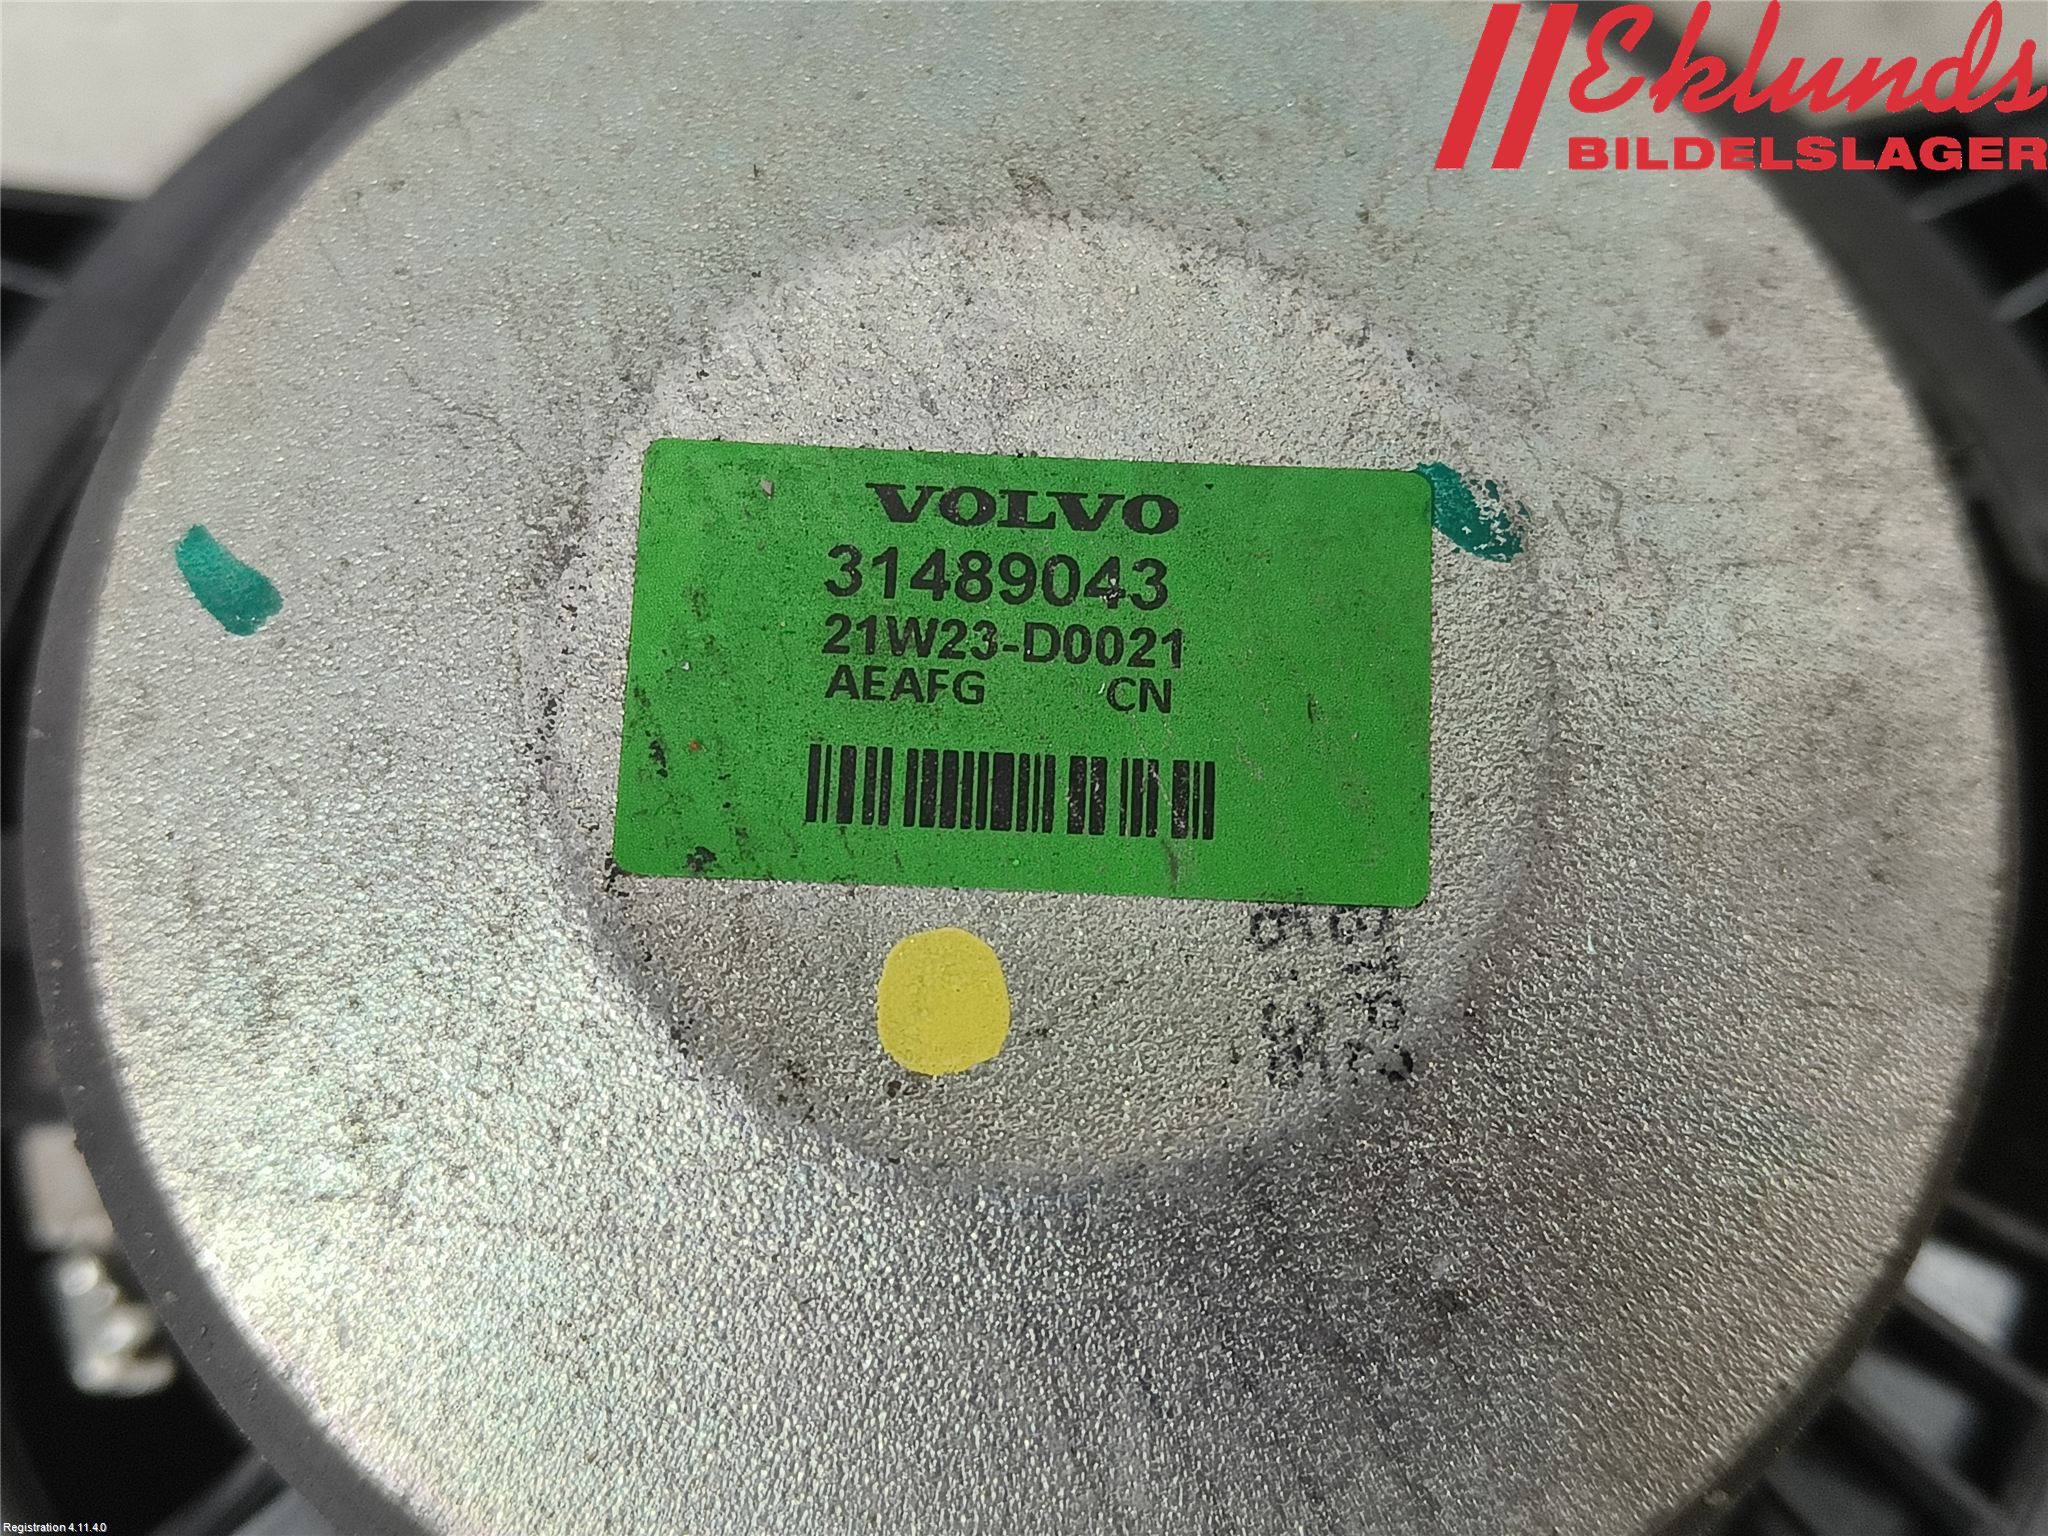 Eklunds
BILDELSLAGER
VOLVO
31489043
21W23-D0021
AEAFG CN
Registration 4.11.4.0